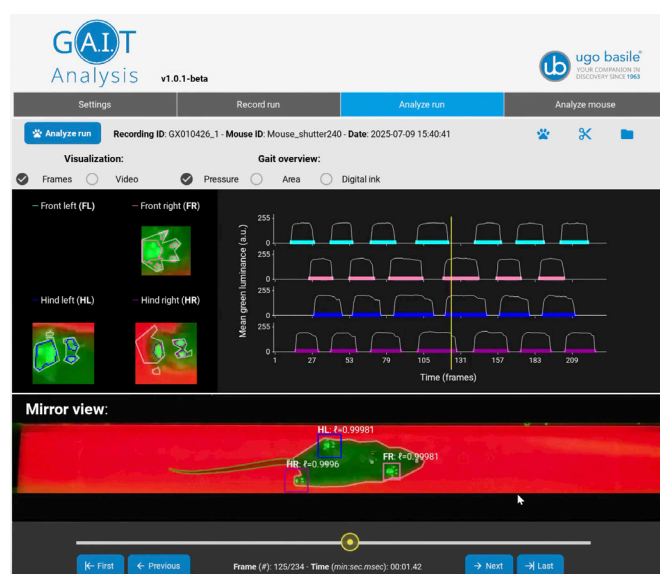 GAIT
Analysis v1.0.1-beta
ub ugo basile®
YOUR COMPANION IN
DISCOVERY SINCE 1963
Settings Record run Analyze run Analyze mouse
Analyze run Recording ID: GX010426_1 - Mouse ID: Mouse_shutter240 - Date: 2025-07-09 15:40:41
Visualization: Gait overview:
Frames Video Pressure Area Digital ink
Front left (FL) Front right (FR)
Hind left (HL) Hind right (HR)
Mean green luminance (a.u.)
255
0
255
0
255
0
255
0
1 27 53 79 105 131 157 183 209
Time (frames)
Mirror view:
HL: ℓ=0.99981
HR: ℓ=0.9996 FR: ℓ=0.99981
First Previous Frame (#): 125/234 - Time (min:sec.msec): 00:01.42 Next Last